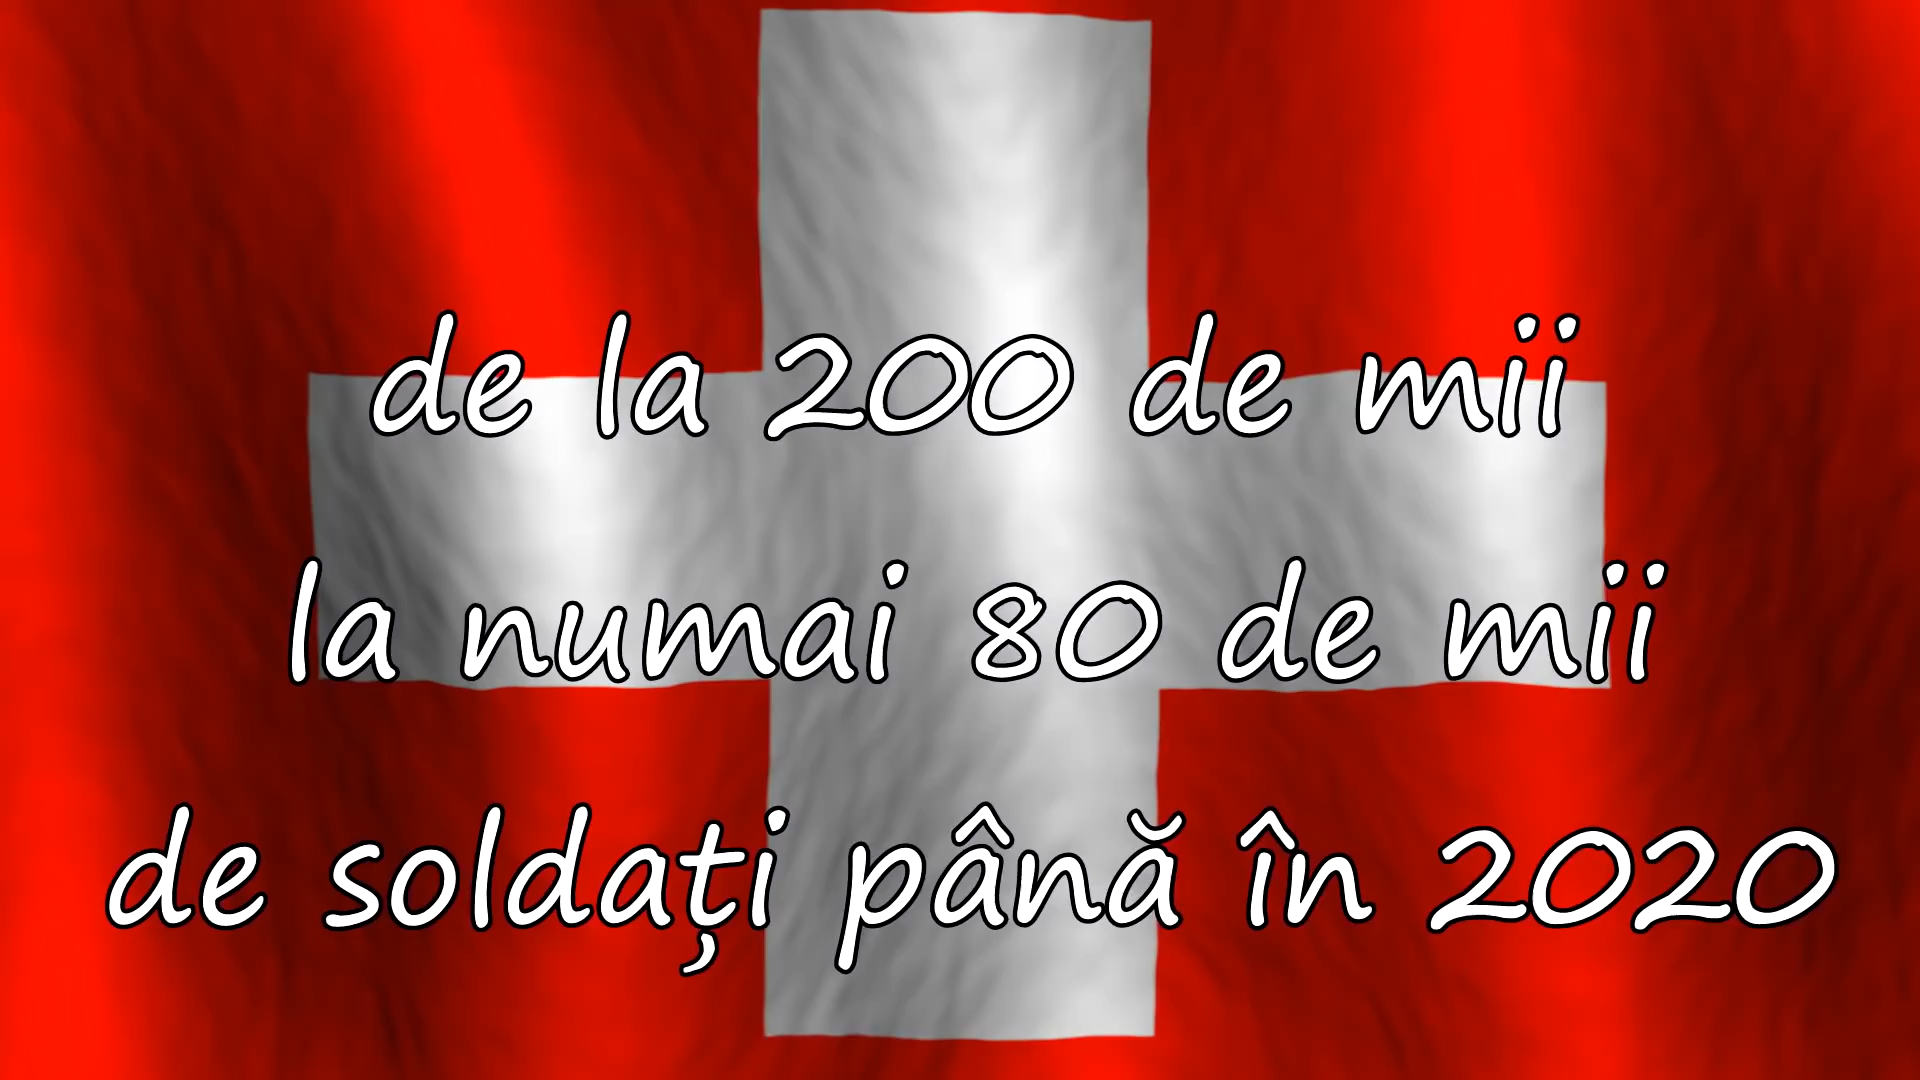 de la 200 de mii
la numai 80 de mii
de soldați până în 2020